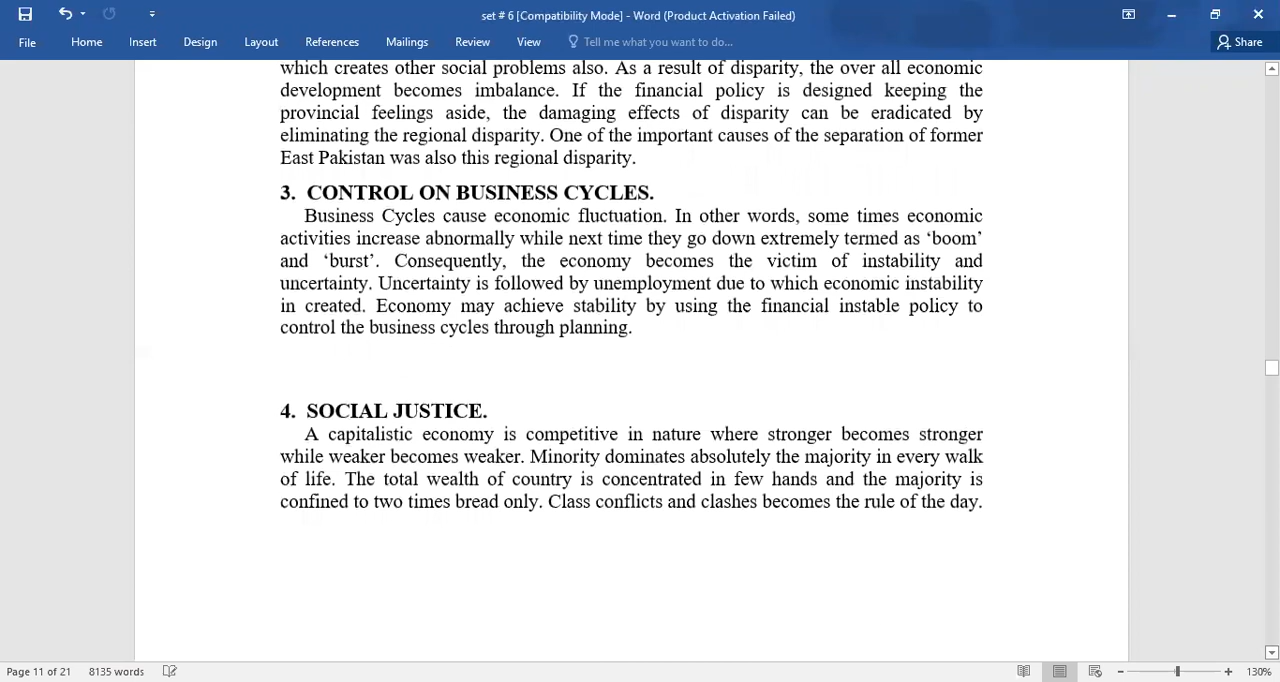 set # 6 [Compatibility Mode] - Word (Product Activation Failed)
File Home Insert Design Layout References Mailings Review View Tell me what you want to do... Share
which creates other social problems also. As a result of disparity, the over all economic
development becomes imbalance. If the financial policy is designed keeping the
provincial feelings aside, the damaging effects of disparity can be eradicated by
eliminating the regional disparity. One of the important causes of the separation of former
East Pakistan was also this regional disparity.
3. CONTROL ON BUSINESS CYCLES.
Business Cycles cause economic fluctuation. In other words, some times economic
activities increase abnormally while next time they go down extremely termed as ‘boom’
and ‘burst’. Consequently, the economy becomes the victim of instability and
uncertainty. Uncertainty is followed by unemployment due to which economic instability
in created. Economy may achieve stability by using the financial instable policy to
control the business cycles through planning.
4. SOCIAL JUSTICE.
A capitalistic economy is competitive in nature where stronger becomes stronger
while weaker becomes weaker. Minority dominates absolutely the majority in every walk
of life. The total wealth of country is concentrated in few hands and the majority is
confined to two times bread only. Class conflicts and clashes becomes the rule of the day.
Page 11 of 21 8135 words 130%